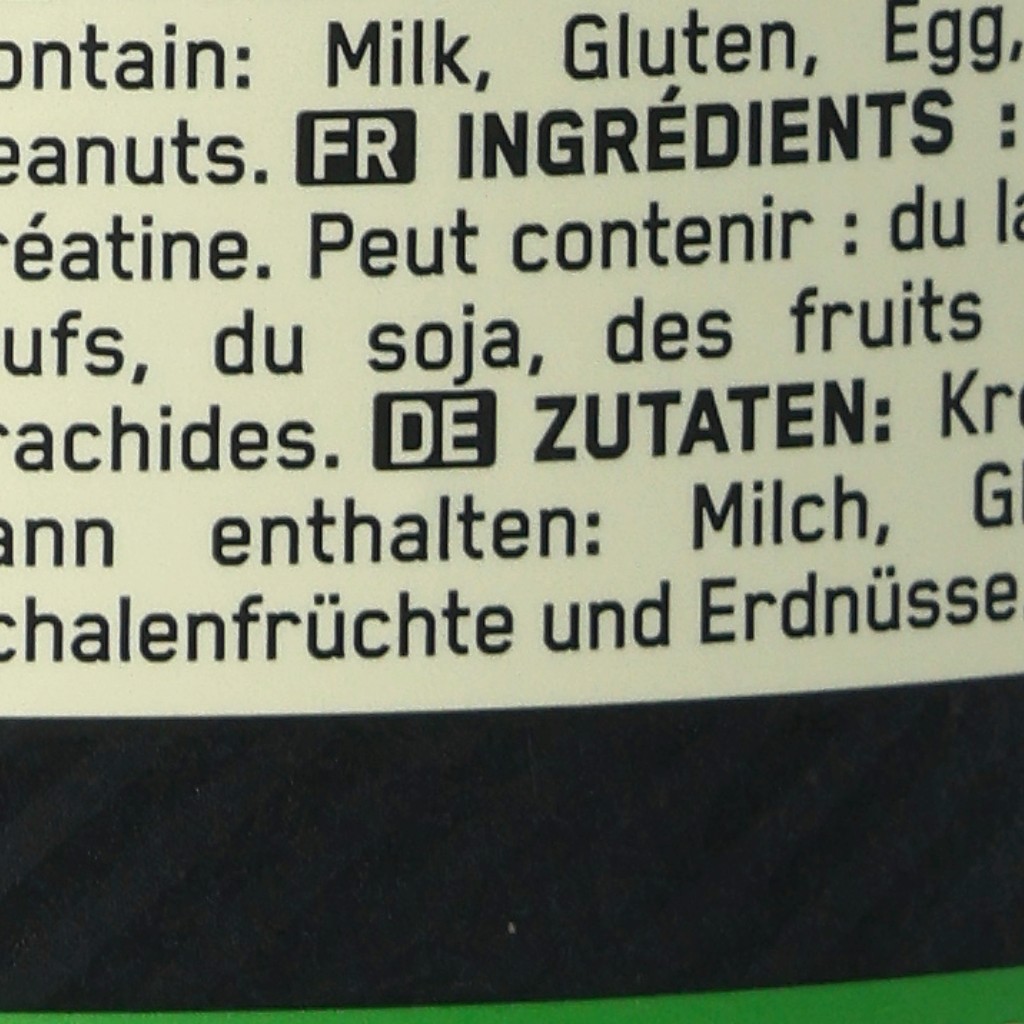 ontain: Milk, Gluten, Egg,
eanuts. FR INGRÉDIENTS :
réatine. Peut contenir : du la
ufs, du soja, des fruits
rachides. DE ZUTATEN: Kre
ann enthalten: Milch, Gl
chalenfrüchte und Erdnüsse